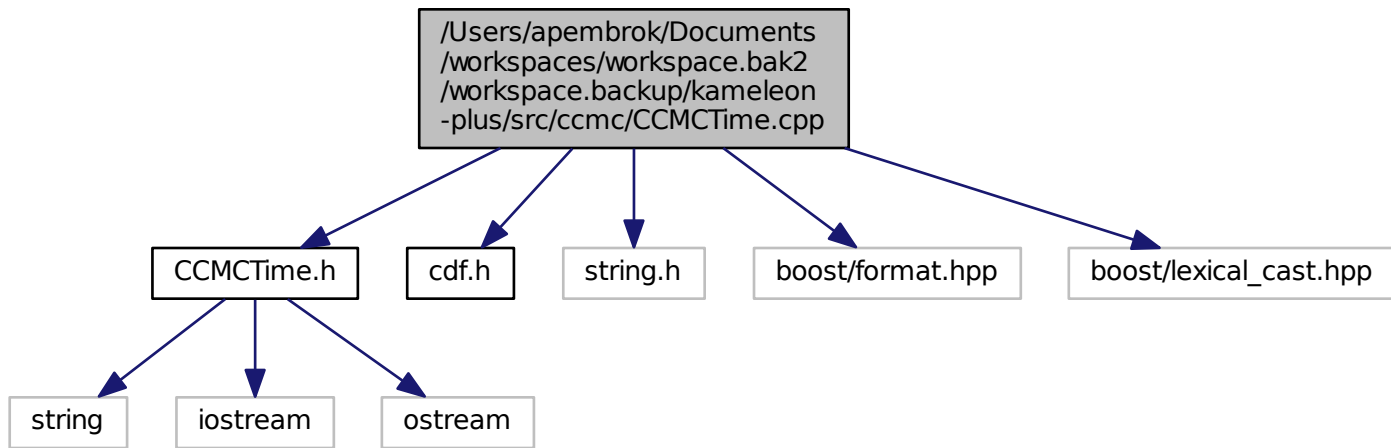 /Users/apembrok/Documents
/workspaces/workspace.bak2
/workspace.backup/kameleon
-plus/src/ccmc/CCMCTime.cpp
CCMCTime.h
cdf.h
string.h
boost/format.hpp
boost/lexical_cast.hpp
string
iostream
ostream